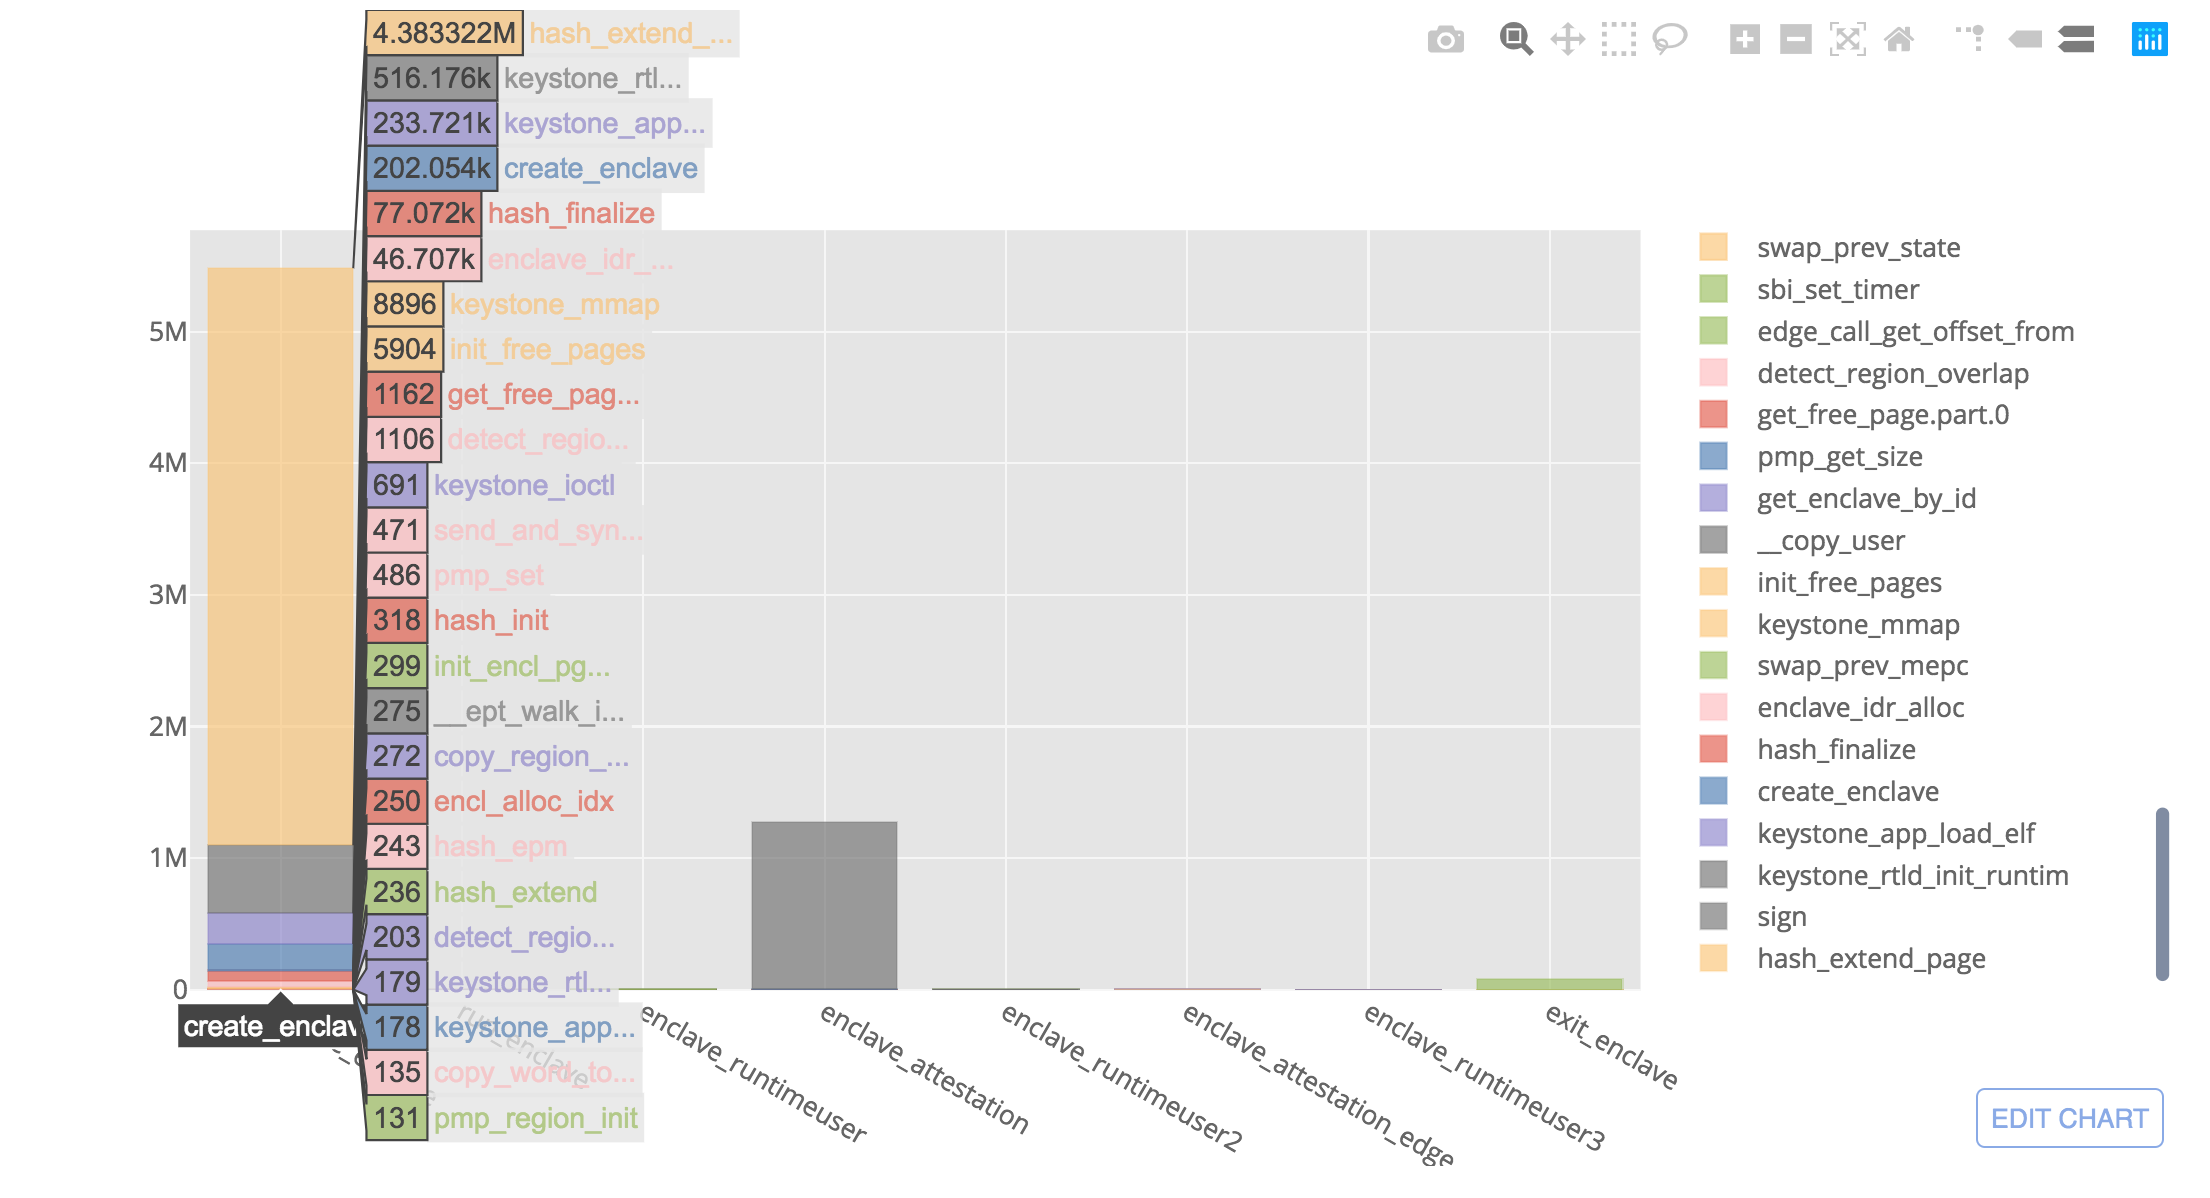 4.383322M hash_extend_...
516.176k keystone_rtl...
233.721k keystone_app...
202.054k create_enclave
77.072k hash_finalize
46.707k enclave_idr_...
8896 keystone_mmap
5904 init_free_pages
1162 get_free_pag...
1106 detect_regio...
691 keystone_ioctl
471 send_and_syn...
486 pmp_set
318 hash_init
299 init_encl_pg...
275 __ept_walk_i...
272 copy_region_...
250 encl_alloc_idx
243 hash_epm
236 hash_extend
203 detect_regio...
179 keystone_rtl...
178 keystone_app...
135 copy_word_to...
131 pmp_region_init
5M
4M
3M
2M
1M
0
create_enclav
run_enclave
enclave_runtimeuser
enclave_attestation
enclave_runtimeuser2
enclave_attestation_edge
enclave_runtimeuser3
exit_enclave
swap_prev_state
sbi_set_timer
edge_call_get_offset_from
detect_region_overlap
get_free_page.part.0
pmp_get_size
get_enclave_by_id
__copy_user
init_free_pages
keystone_mmap
swap_prev_mepc
enclave_idr_alloc
hash_finalize
create_enclave
keystone_app_load_elf
keystone_rtld_init_runtim
sign
hash_extend_page
EDIT CHART